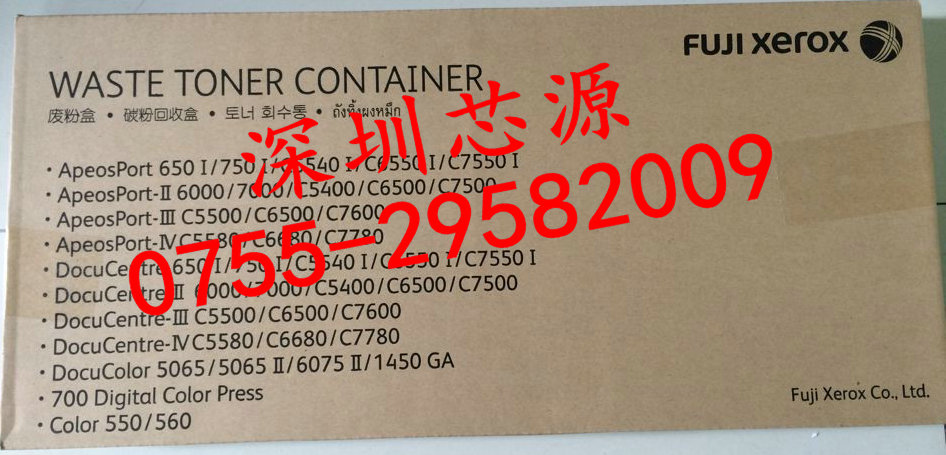 FUJI xerox
WASTE TONER CONTAINER
废粉盒 • 碳粉回收盒 • 토너 회수통 • ถังทิ้งผงหมึก
深圳芯源
0755-29582009
• ApeosPort 650 I/750 I/C5540 I/C6550 I/C7550 I
• ApeosPort-Ⅱ 6000/7000/C5400/C6500/C7500
• ApeosPort-Ⅲ C5500/C6500/C7600
• ApeosPort-Ⅳ C5580/C6680/C7780
• DocuCentre 650 I/750 I/C5540 I/C6550 I/C7550 I
• DocuCentre-Ⅱ 6000/7000/C5400/C6500/C7500
• DocuCentre-Ⅲ C5500/C6500/C7600
• DocuCentre-Ⅳ C5580/C6680/C7780
• DocuColor 5065/5065 Ⅱ/6075 Ⅱ/1450 GA
• 700 Digital Color Press
• Color 550/560
Fuji Xerox Co., Ltd.